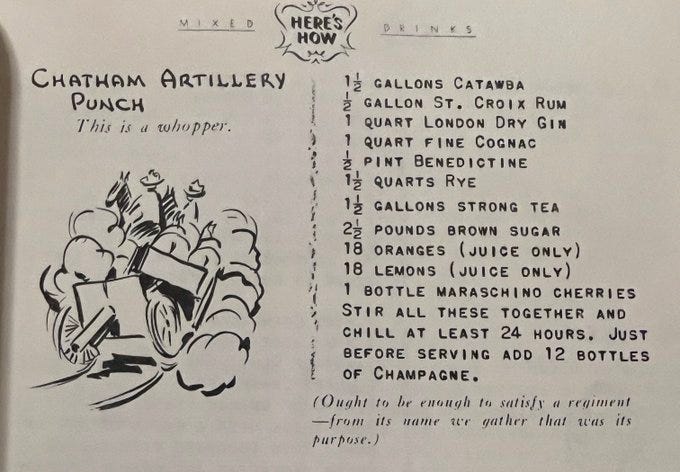 MIXED HERE'S HOW DRINKS
CHATHAM ARTILLERY
PUNCH
This is a whopper.
1½ GALLONS CATAWBA
½ GALLON ST. CROIX RUM
1 QUART LONDON DRY GIN
1 QUART FINE COGNAC
½ PINT BENEDICTINE
1½ QUARTS RYE
1½ GALLONS STRONG TEA
2½ POUNDS BROWN SUGAR
18 ORANGES (JUICE ONLY)
18 LEMONS (JUICE ONLY)
1 BOTTLE MARASCHINO CHERRIES
STIR ALL THESE TOGETHER AND
CHILL AT LEAST 24 HOURS. JUST
BEFORE SERVING ADD 12 BOTTLES
OF CHAMPAGNE.
(Ought to be enough to satisfy a regiment
—from its name we gather that was its
purpose.)